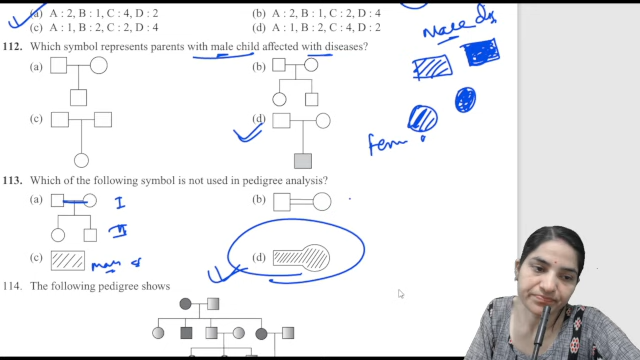 (a) A : 2, B : 1, C : 4, D : 2 (b) A : 2, B : 1, C : 2, D : 4
(c) A : 1, B : 2, C : 2, D : 4 (d) A : 1, B : 2, C : 4, D : 2
Male
112. Which symbol represents parents with male child affected with diseases?
(a) (b)
(c) (d)
fem
113. Which of the following symbol is not used in pedigree analysis?
(a) I (b)
II
(c) (d)
114. The following pedigree shows